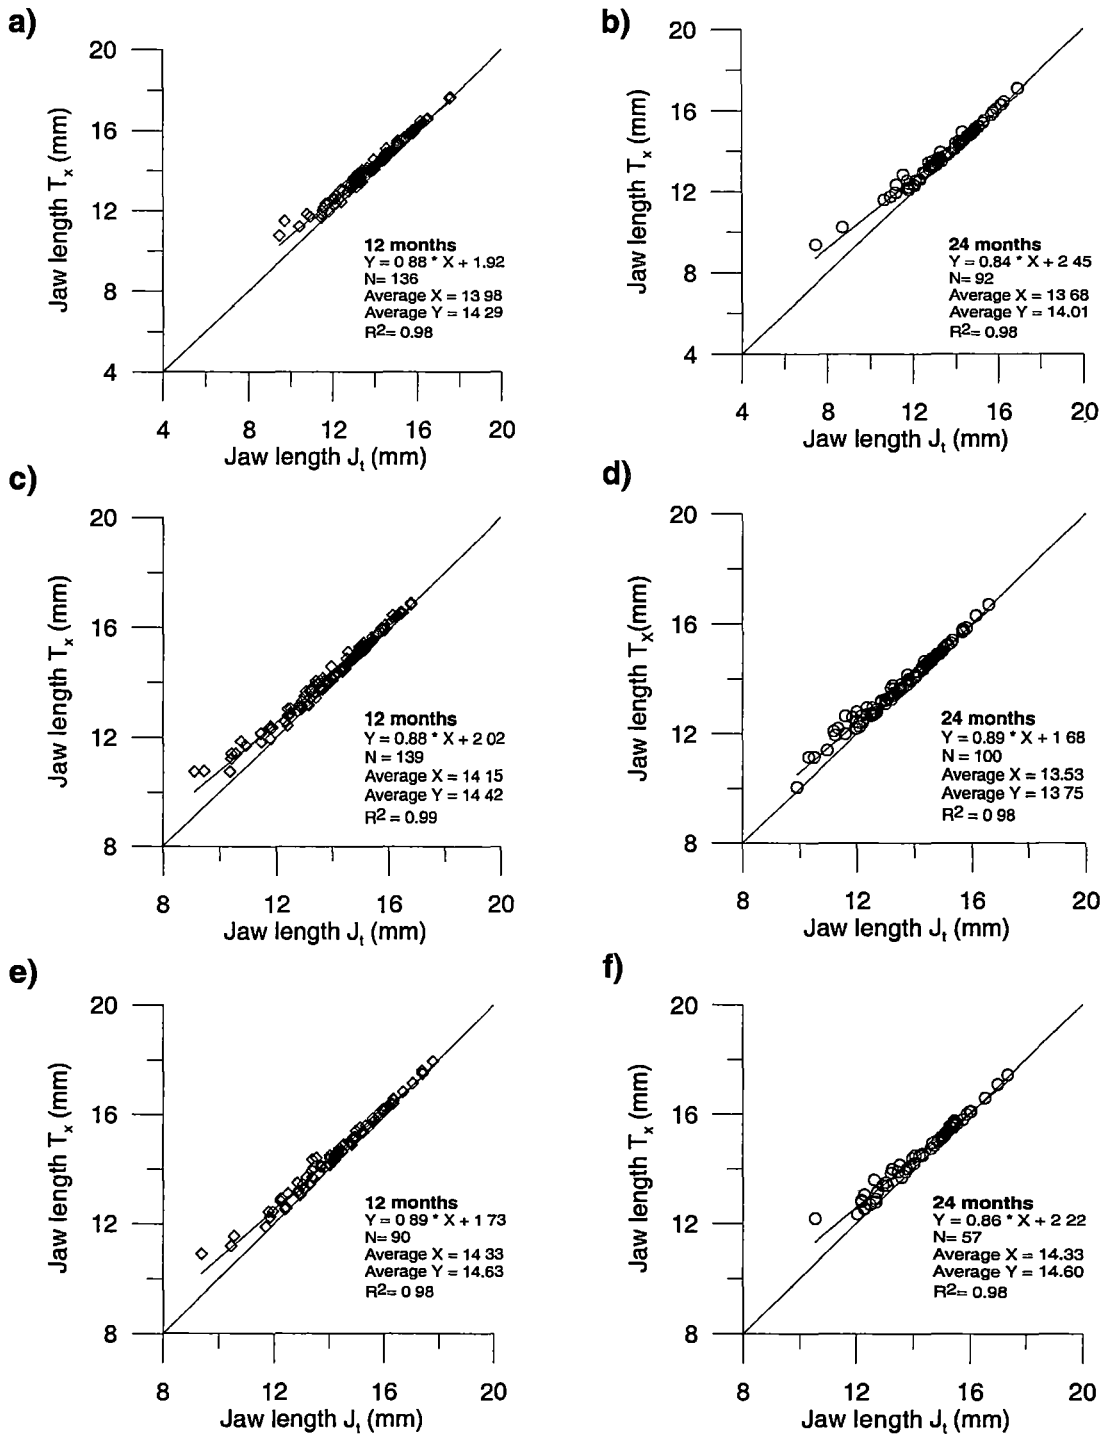 a)
20
16
12
8
4
Jaw length Tx (mm)
12 months
Y = 0 88 * X + 1.92
N= 136
Average X = 13 98
Average Y = 14 29
R2= 0.98
4 8 12 16 20
Jaw length Jt (mm)
b)
20
16
12
8
4
Jaw length Tx (mm)
24 months
Y = 0.84 * X + 2 45
N= 92
Average X = 13 68
Average Y = 14.01
R2= 0.98
4 8 12 16 20
Jaw length Jt (mm)
c)
20
16
12
8
Jaw length Tx (mm)
12 months
Y = 0.88 * X + 2 02
N = 139
Average X = 14 15
Average Y = 14 42
R2 = 0.99
8 12 16 20
Jaw length Jt (mm)
d)
20
16
12
8
Jaw length Tx(mm)
24 months
Y = 0.89 * X + 1 68
N = 100
Average X = 13.53
Average Y = 13 75
R2 = 0 98
8 12 16 20
Jaw length Jt (mm)
e)
20
16
12
8
Jaw length Tx (mm)
12 months
Y = 0 89 * X + 1 73
N= 90
Average X = 14 33
Average Y = 14.63
R2= 0 98
8 12 16 20
Jaw length Jt (mm)
f)
20
16
12
8
Jaw length Tx (mm)
24 months
Y = 0.86 * X + 2 22
N= 57
Average X = 14.33
Average Y = 14.60
R2= 0.98
8 12 16 20
Jaw length Jt (mm)